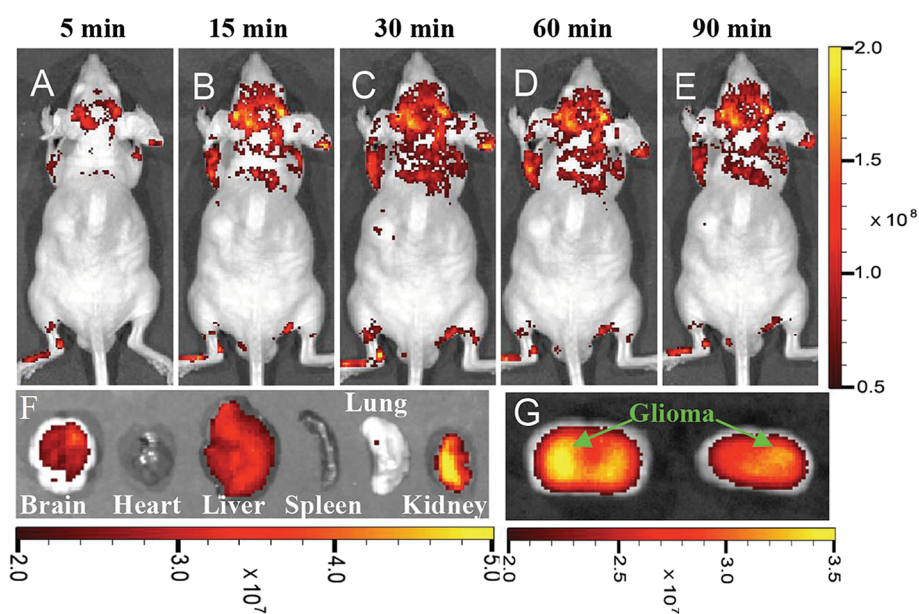 5 min 15 min 30 min 60 min 90 min
A B C D E
2.0
1.5
x 10⁸
1.0
0.5
F Lung G Glioma
Brain Heart Liver Spleen Kidney
2.0 3.0 4.0 5.0
x 10⁷
2.0 2.5 3.0 3.5
x 10⁷